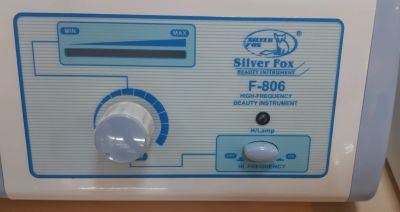 MIN MAX
SILVER FOX ®
Silver Fox
BEAUTY INSTRUMENT
F-806
HIGH-FREQUENCY
BEAUTY INSTRUMENT
H/Lamp
OFF ON
HI FREQUENCY